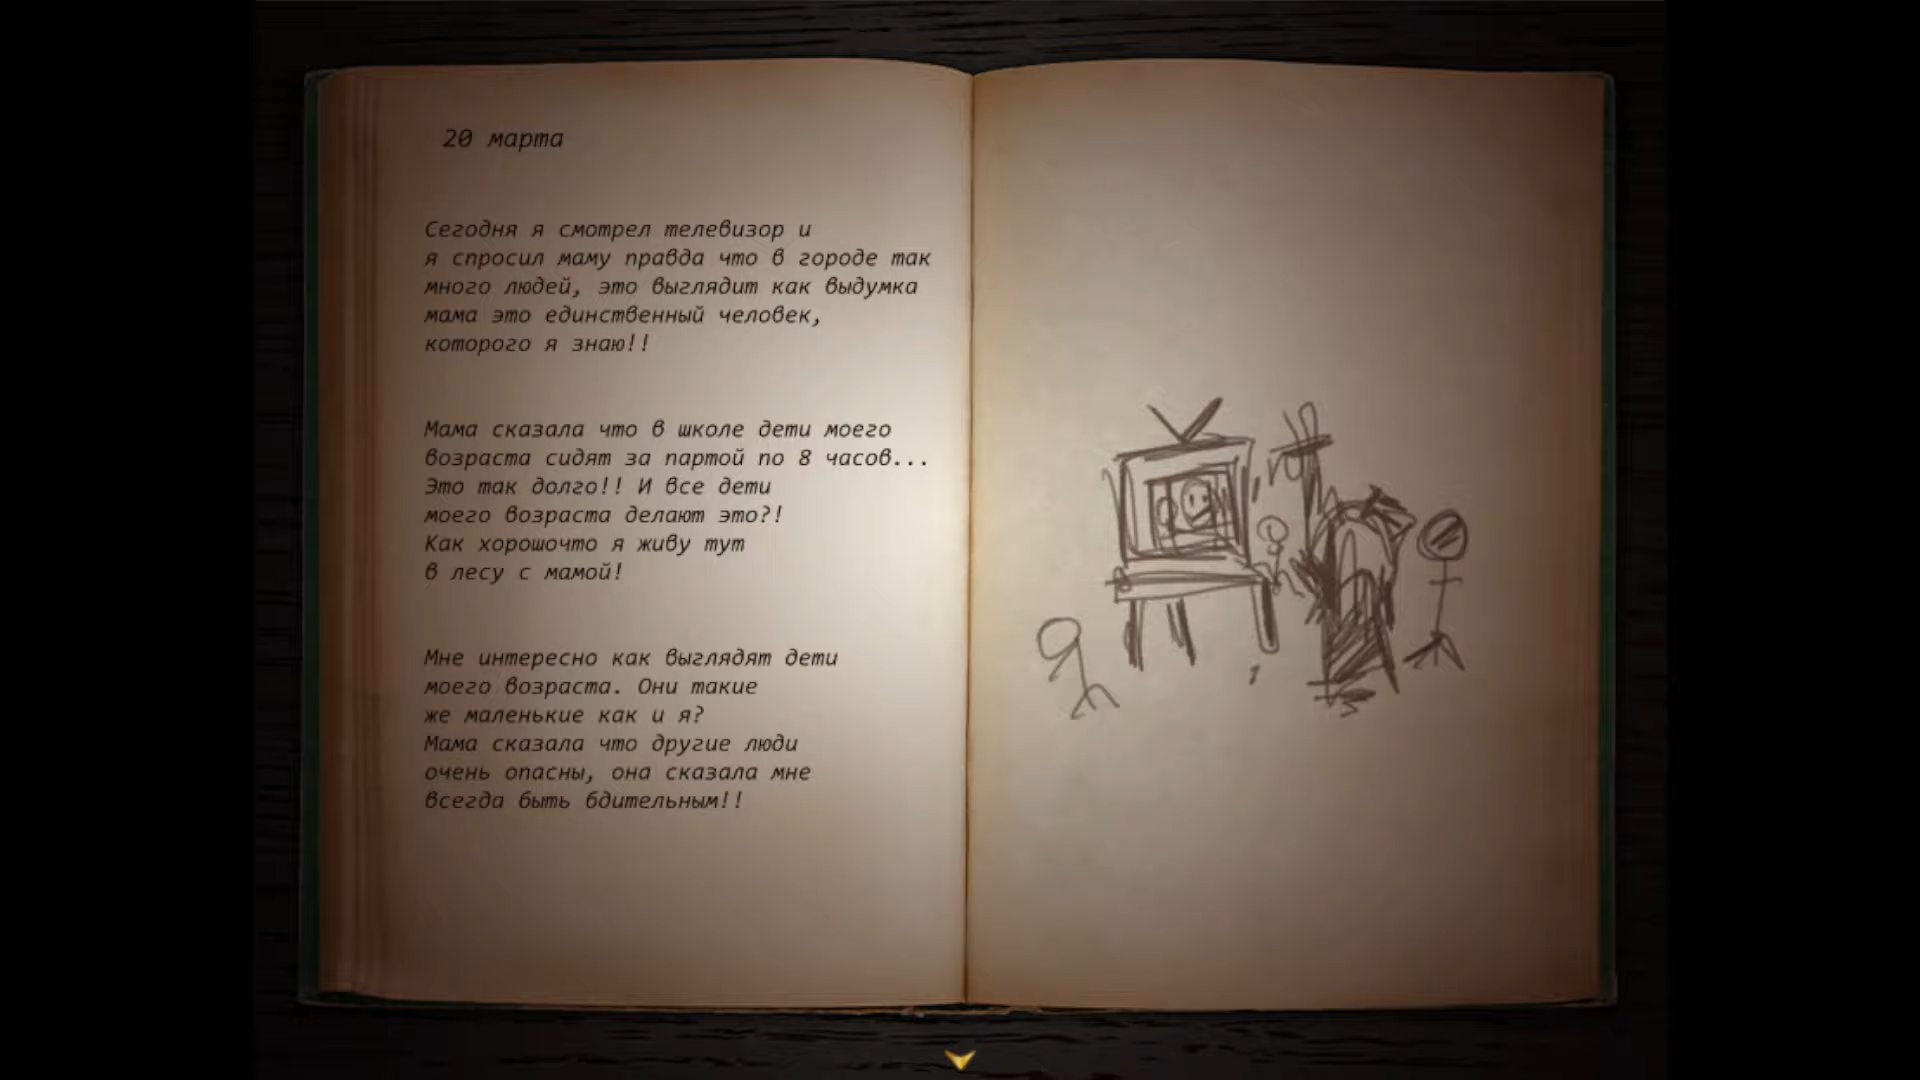 20 марта
Сегодня я смотрел телевизор и
я спросил маму правда что в городе так
много людей, это выглядит как выдумка
мама это единственный человек,
которого я знаю!!
Мама сказала что в школе дети моего
возраста сидят за партой по 8 часов...
Это так долго!! И все дети
моего возраста делают это?!
Как хорошочто я живу тут
в лесу с мамой!
Мне интересно как выглядят дети
моего возраста. Они такие
же маленькие как и я?
Мама сказала что другие люди
очень опасны, она сказала мне
всегда быть бдительным!!